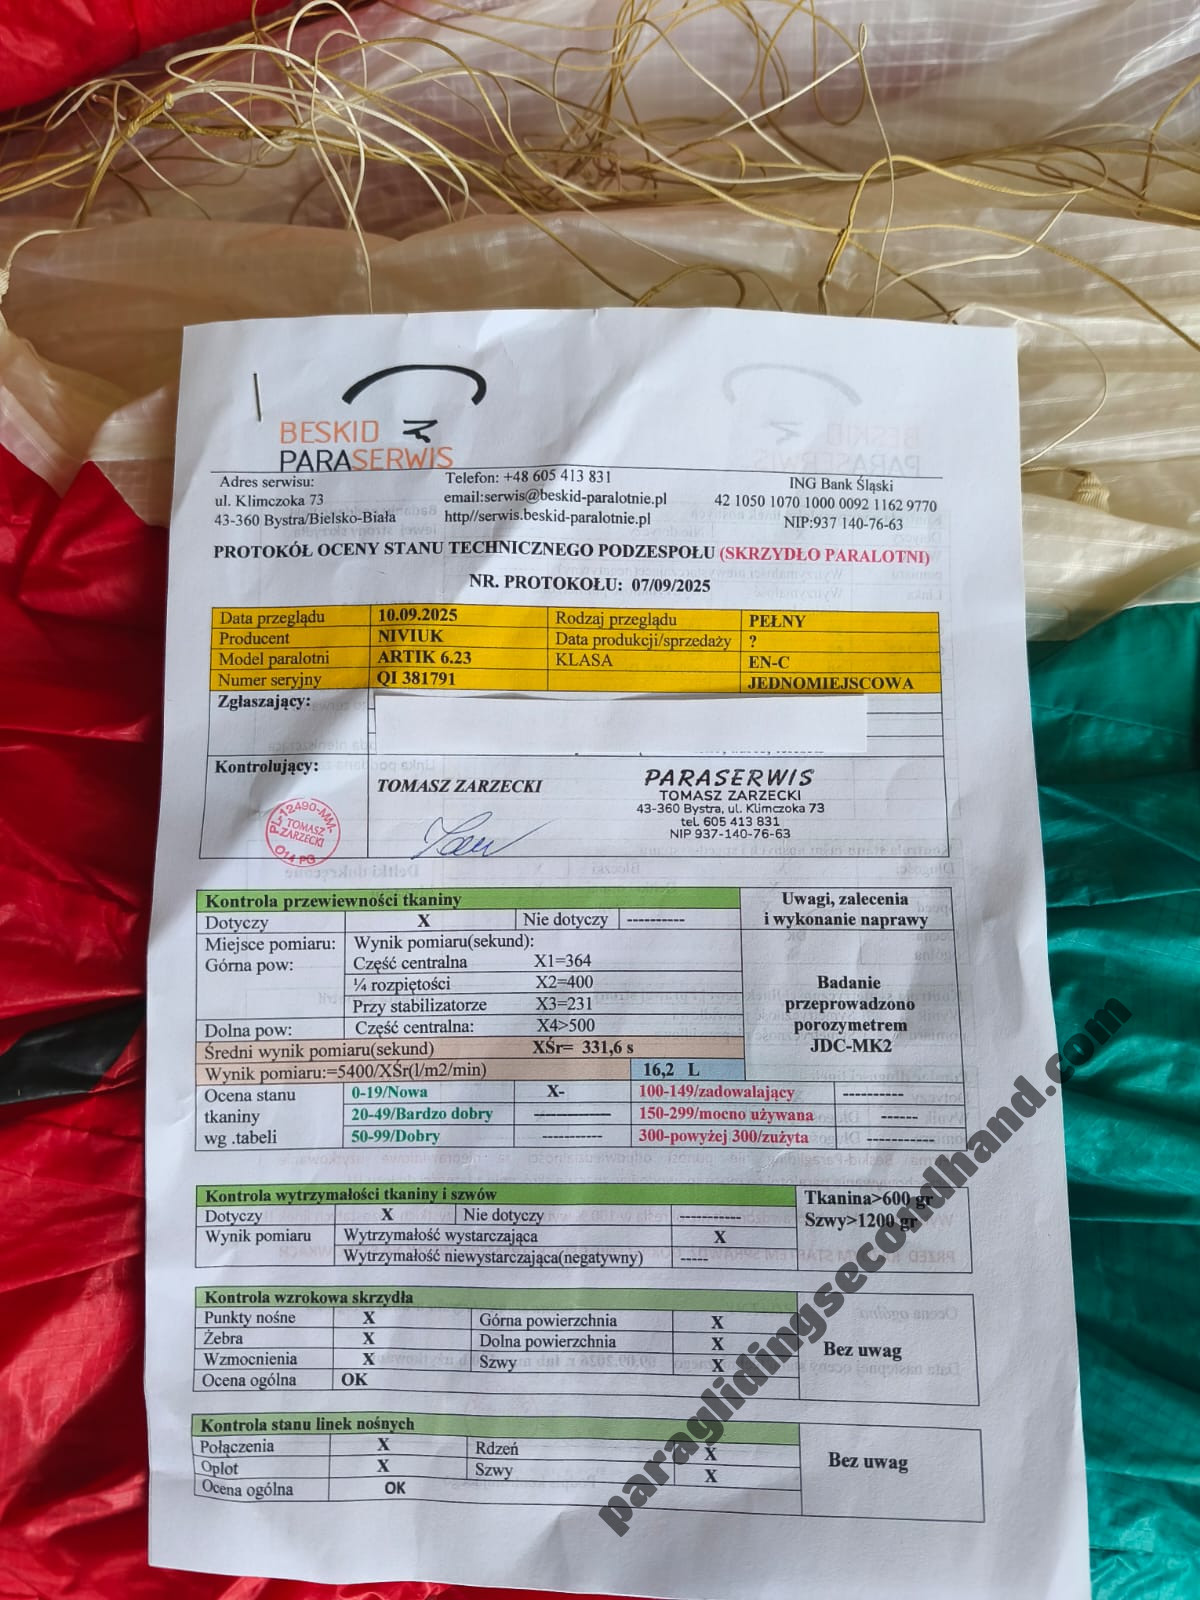 BESKID
PARASERWIS
Adres serwisu:
ul. Klimczoka 73
43-360 Bystra/Bielsko-Biała
Telefon: +48 605 413 831
email:serwis@beskid-paralotnie.pl
http//serwis.beskid-paralotnie.pl
ING Bank Śląski
42 1050 1070 1000 0092 1162 9770
NIP:937 140-76-63
PROTOKÓŁ OCENY STANU TECHNICZNEGO PODZESPOŁU (SKRZYDŁO PARALOTNI)
NR. PROTOKOŁU: 07/09/2025
Data przeglądu 10.09.2025 Rodzaj przeglądu PEŁNY
Producent NIVIUK Data produkcji/sprzedaży ?
Model paralotni ARTIK 6.23 KLASA EN-C
Numer seryjny QI 381791 JEDNOMIEJSCOWA
Zgłaszający:
Kontrolujący:
TOMASZ ZARZECKI
PARASERWIS
TOMASZ ZARZECKI
43-360 Bystra, ul. Klimczoka 73
tel. 605 413 831
NIP 937-140-76-63
PL-12490-MM
TOMASZ
ZARZECKI
014 PG
Kontrola przewiewności tkaniny
Uwagi, zalecenia
i wykonanie naprawy
Dotyczy X Nie dotyczy ----------
Miejsce pomiaru: Wynik pomiaru(sekund):
Górna pow: Część centralna X1=364
¼ rozpiętości X2=400
Przy stabilizatorze X3=231
Dolna pow: Część centralna: X4>500
Badanie
przeprowadzono
porozymetrem
JDC-MK2
Średni wynik pomiaru(sekund) XŚr= 331,6 s
Wynik pomiaru:=5400/XŚr(l/m2/min) 16,2 L
Ocena stanu 0-19/Nowa X- 100-149/zadowalający ----------
tkaniny 20-49/Bardzo dobry ------------- 150-299/mocno używana ------
wg .tabeli 50-99/Dobry ---------- 300-powyżej 300/zużyta -----------
Kontrola wytrzymałości tkaniny i szwów
Tkanina>600 gr
Szwy>1200 gr
Dotyczy X Nie dotyczy -----------
Wynik pomiaru Wytrzymałość wystarczająca X
Wytrzymałość niewystarczająca(negatywny) -----
Kontrola wzrokowa skrzydła
Punkty nośne X Górna powierzchnia X
Żebra X Dolna powierzchnia X
Wzmocnienia X Szwy X
Ocena ogólna OK
Bez uwag
Kontrola stanu linek nośnych
Połączenia X Rdzeń X
Oplot X Szwy X
Ocena ogólna OK
Bez uwag
paraglidingsecondhand.com